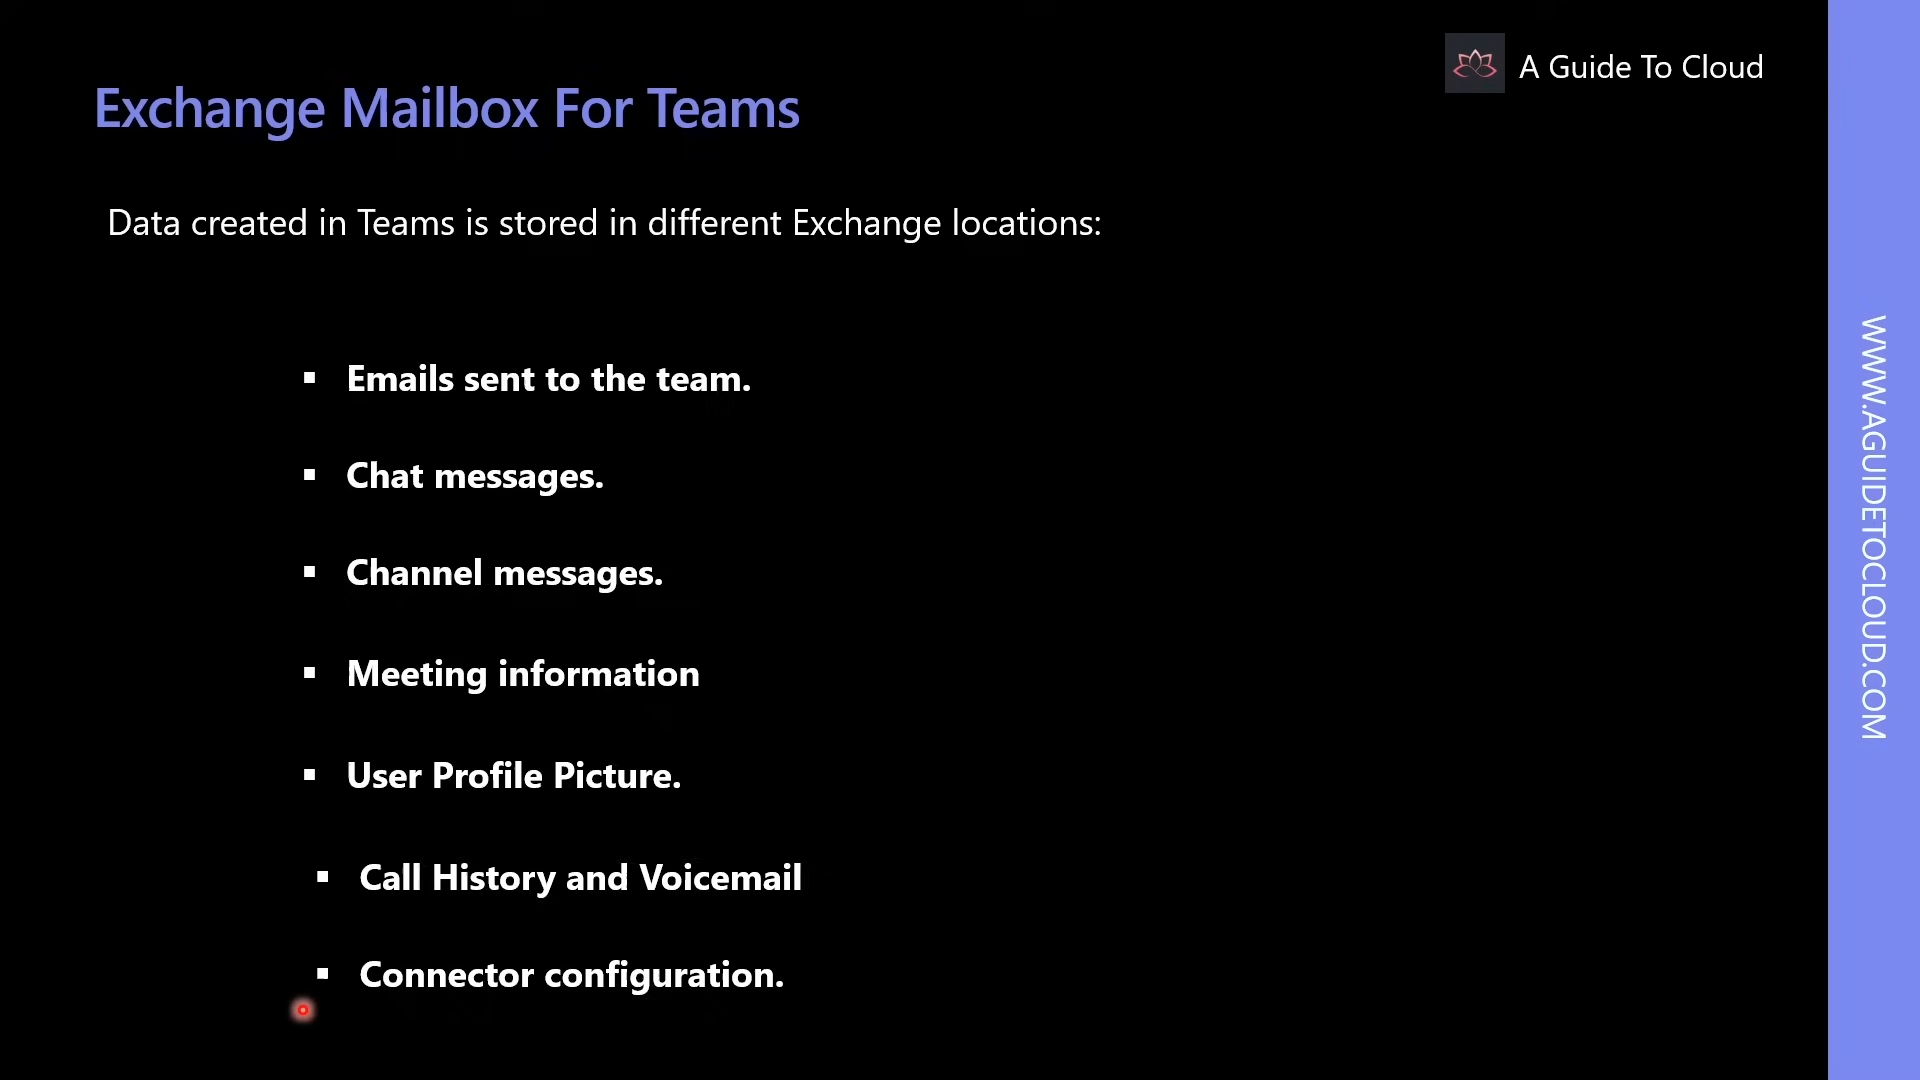 A Guide To Cloud
Exchange Mailbox For Teams
Data created in Teams is stored in different Exchange locations:
▪ Emails sent to the team.
▪ Chat messages.
▪ Channel messages.
▪ Meeting information
▪ User Profile Picture.
▪ Call History and Voicemail
▪ Connector configuration.
WWW.AGUIDETOCLOUD.COM